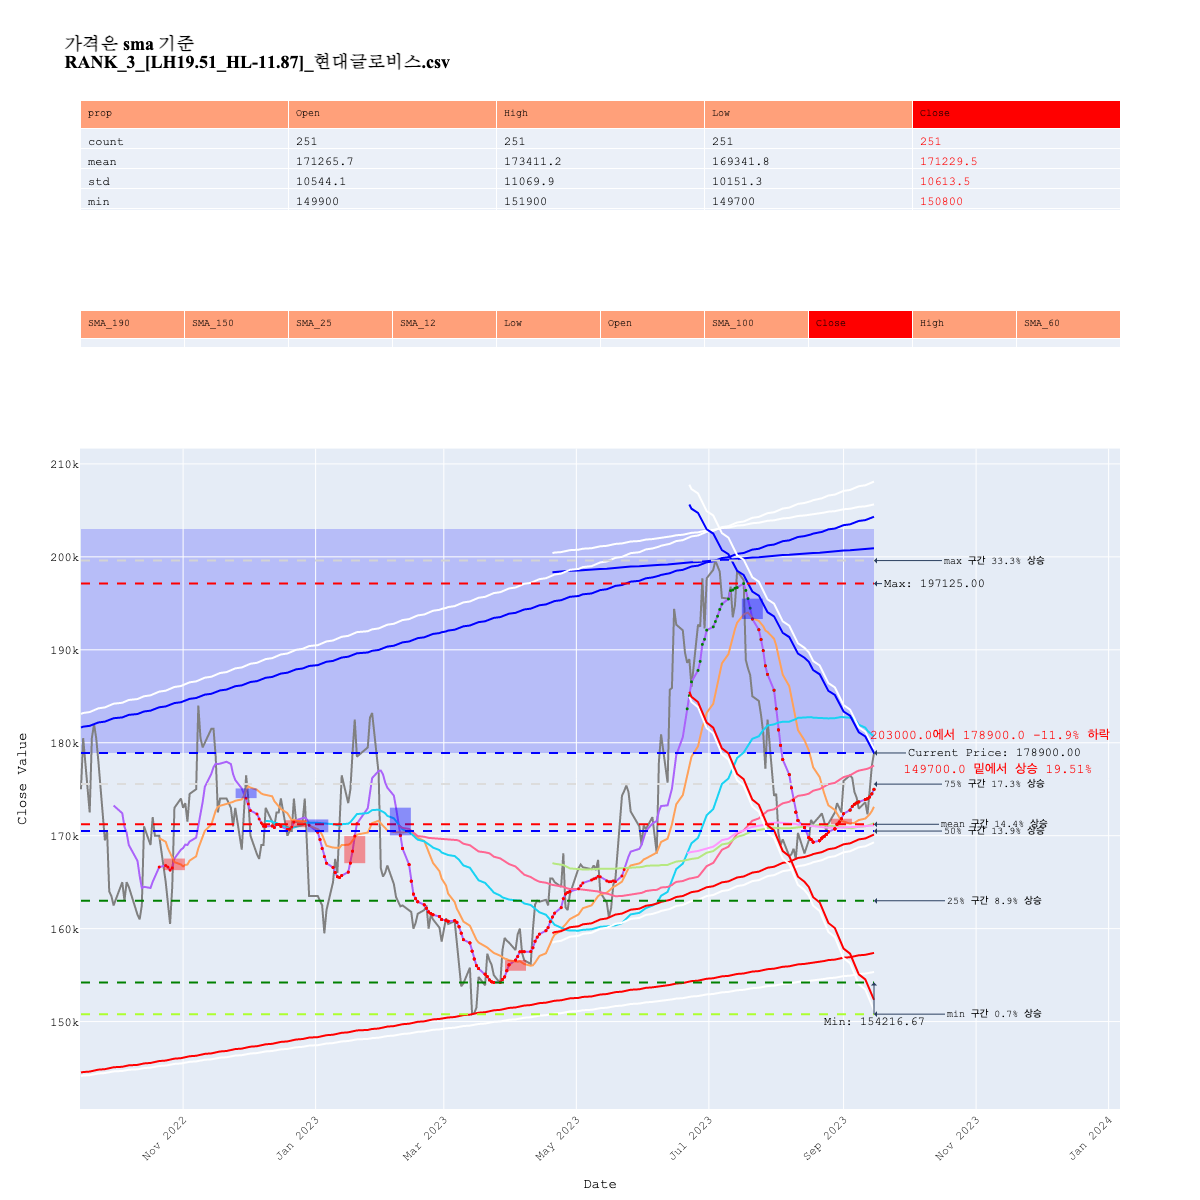 가격은 sma 기준
RANK_3_[LH19.51_HL-11.87]_현대글로비스.csv
prop Open High Low Close
count 251 251 251 251
mean 171265.7 173411.2 169341.8 171229.5
std 10544.1 11069.9 10151.3 10613.5
min 149900 151900 149700 150800
SMA_190 SMA_150 SMA_25 SMA_12 Low Open SMA_100 Close High SMA_60
210k
200k
max 구간 33.3% 상승
Max: 197125.00
190k
203000.0에서 178900.0 -11.9% 하락
180k
Current Price: 178900.00
149700.0 밑에서 상승 19.51%
75% 구간 17.3% 상승
mean 구간 14.4% 상승
170k
50% 구간 13.9% 상승
25% 구간 8.9% 상승
160k
min 구간 0.7% 상승
150k
Min: 154216.67
Close Value
Nov 2022
Jan 2023
Mar 2023
May 2023
Jul 2023
Sep 2023
Nov 2023
Jan 2024
Date